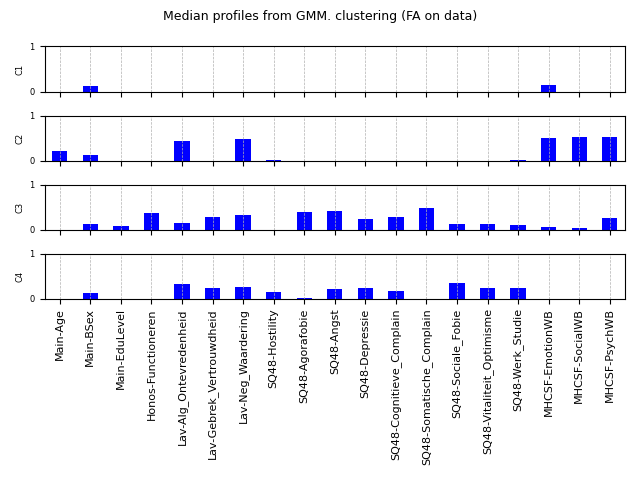 Median profiles from GMM. clustering (FA on data)
1
0
C1
1
0
C2
1
0
C3
1
0
C4
Main-Age
Main-BSex
Main-EduLevel
Honos-Functioneren
Lav-Alg_Ontevredenheid
Lav-Gebrek_Vertrouwdheid
Lav-Neg_Waardering
SQ48-Hostility
SQ48-Agorafobie
SQ48-Angst
SQ48-Depressie
SQ48-Cognitieve_Complain
SQ48-Somatische_Complain
SQ48-Sociale_Fobie
SQ48-Vitaliteit_Optimisme
SQ48-Werk_Studie
MHCSF-EmotionWB
MHCSF-SocialWB
MHCSF-PsychWB